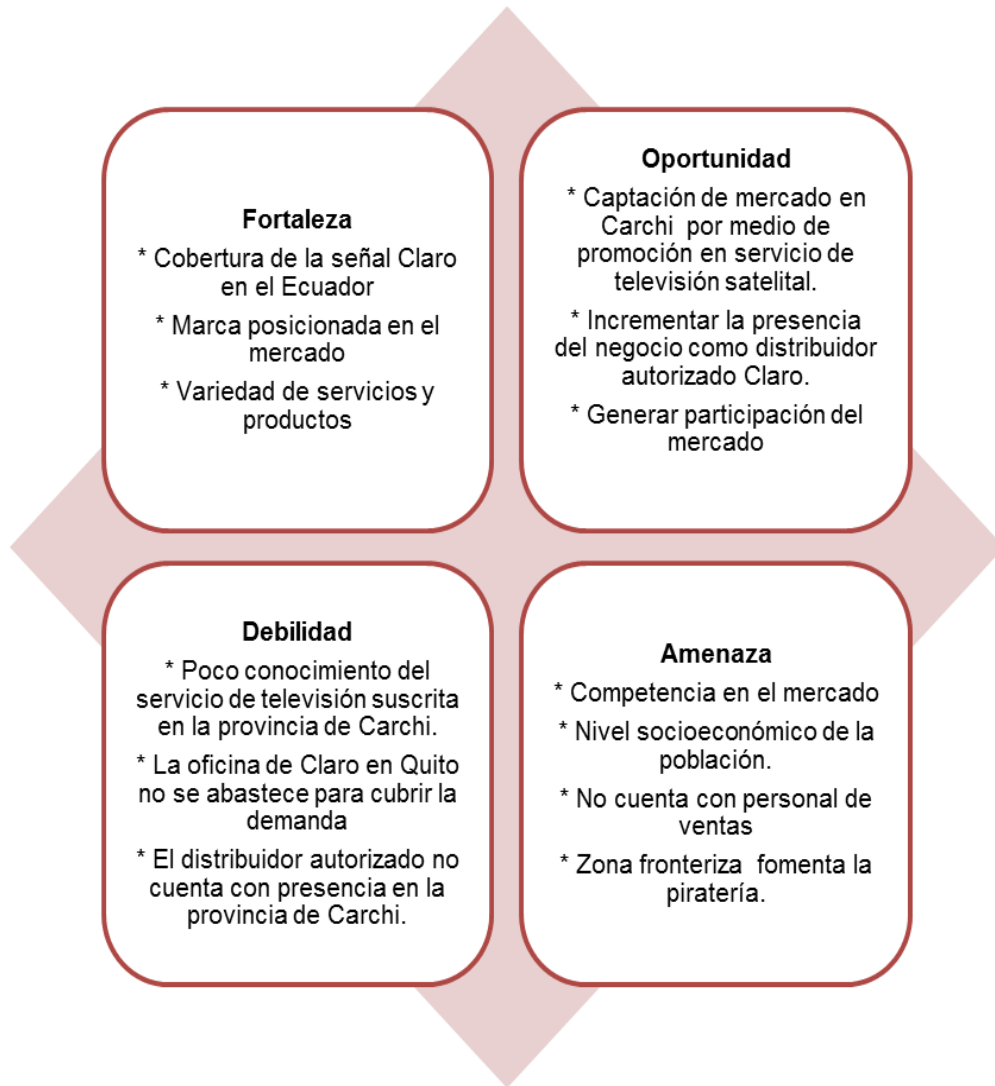 Fortaleza
* Cobertura de la señal Claro
en el Ecuador
* Marca posicionada en el
mercado
* Variedad de servicios y
productos
Oportunidad
* Captación de mercado en
Carchi por medio de
promoción en servicio de
televisión satelital.
* Incrementar la presencia
del negocio como distribuidor
autorizado Claro.
* Generar participación del
mercado
Debilidad
* Poco conocimiento del
servicio de televisión suscrita
en la provincia de Carchi.
* La oficina de Claro en Quito
no se abastece para cubrir la
demanda
* El distribuidor autorizado no
cuenta con presencia en la
provincia de Carchi.
Amenaza
* Competencia en el mercado
* Nivel socioeconómico de la
población.
* No cuenta con personal de
ventas
* Zona fronteriza fomenta la
piratería.